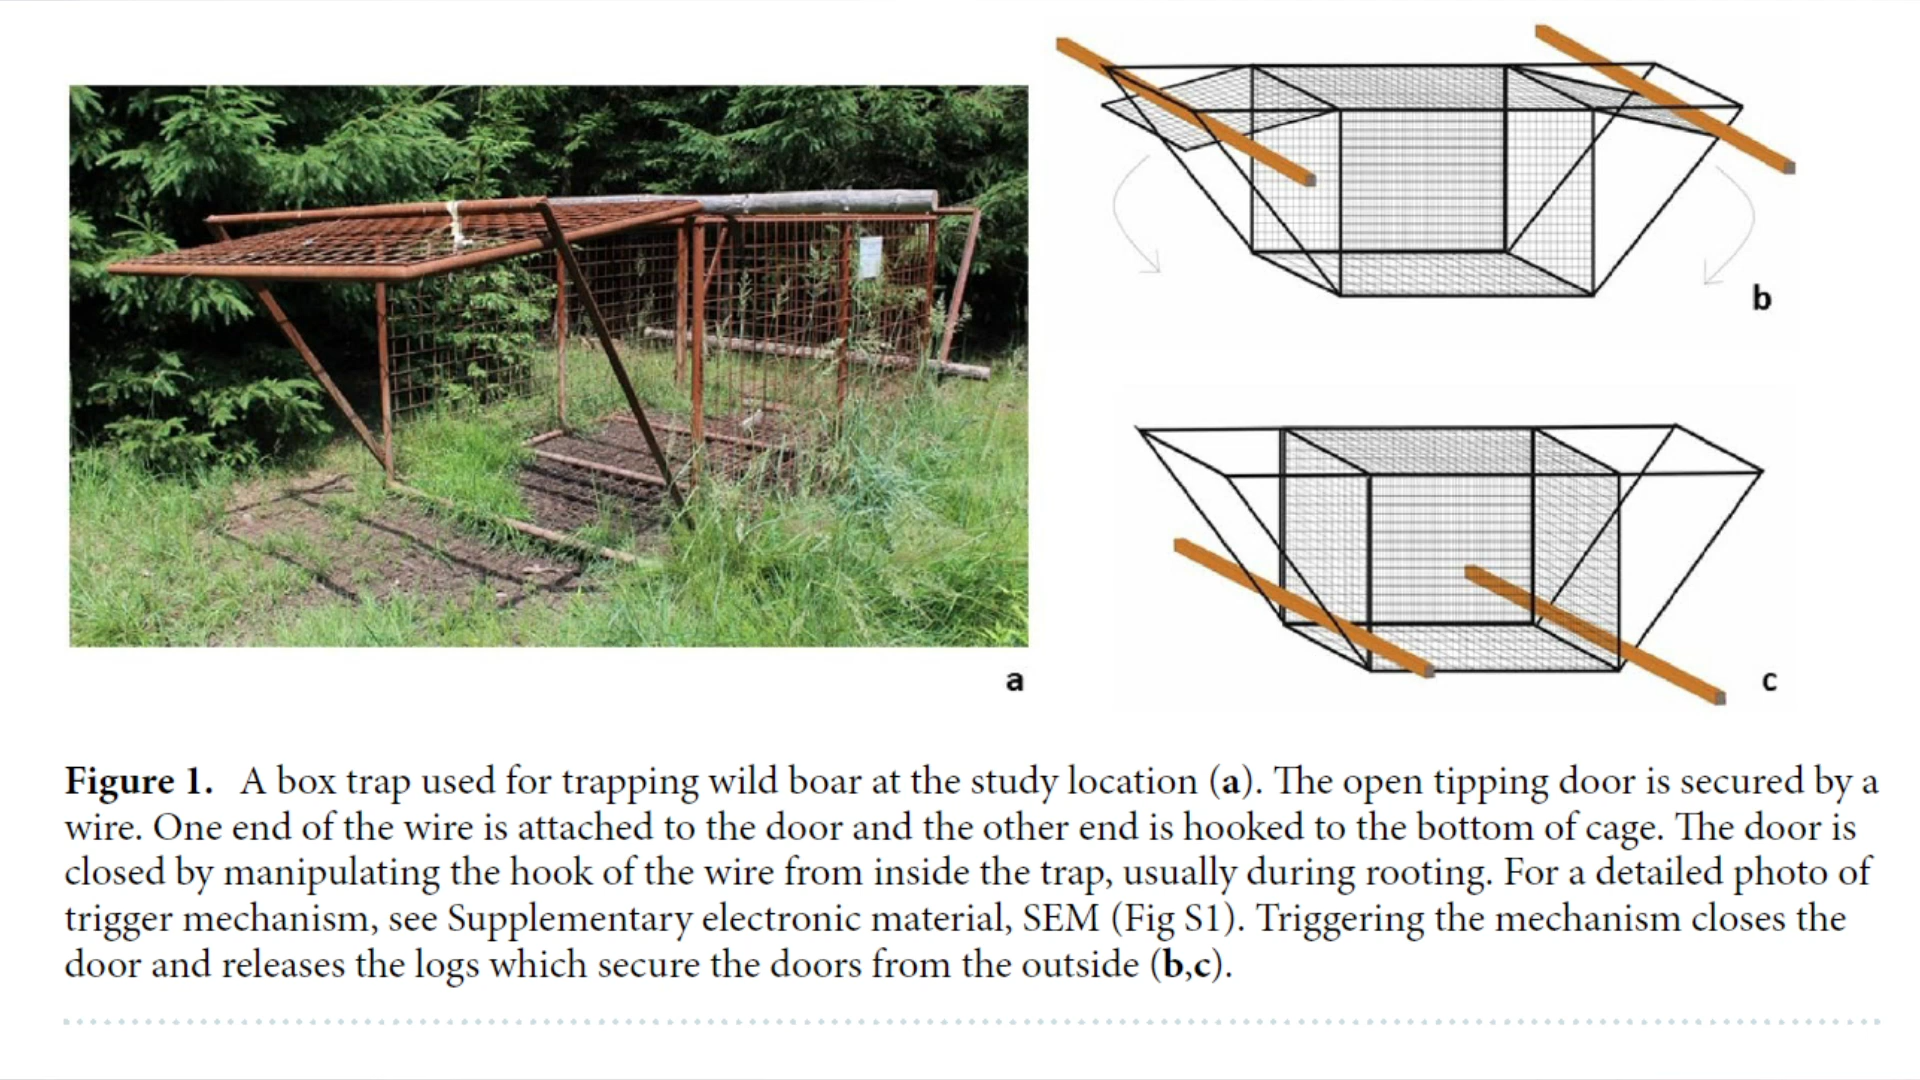 b
a
c
Figure 1. A box trap used for trapping wild boar at the study location (a). The open tipping door is secured by a
wire. One end of the wire is attached to the door and the other end is hooked to the bottom of cage. The door is
closed by manipulating the hook of the wire from inside the trap, usually during rooting. For a detailed photo of
trigger mechanism, see Supplementary electronic material, SEM (Fig S1). Triggering the mechanism closes the
door and releases the logs which secure the doors from the outside (b,c).